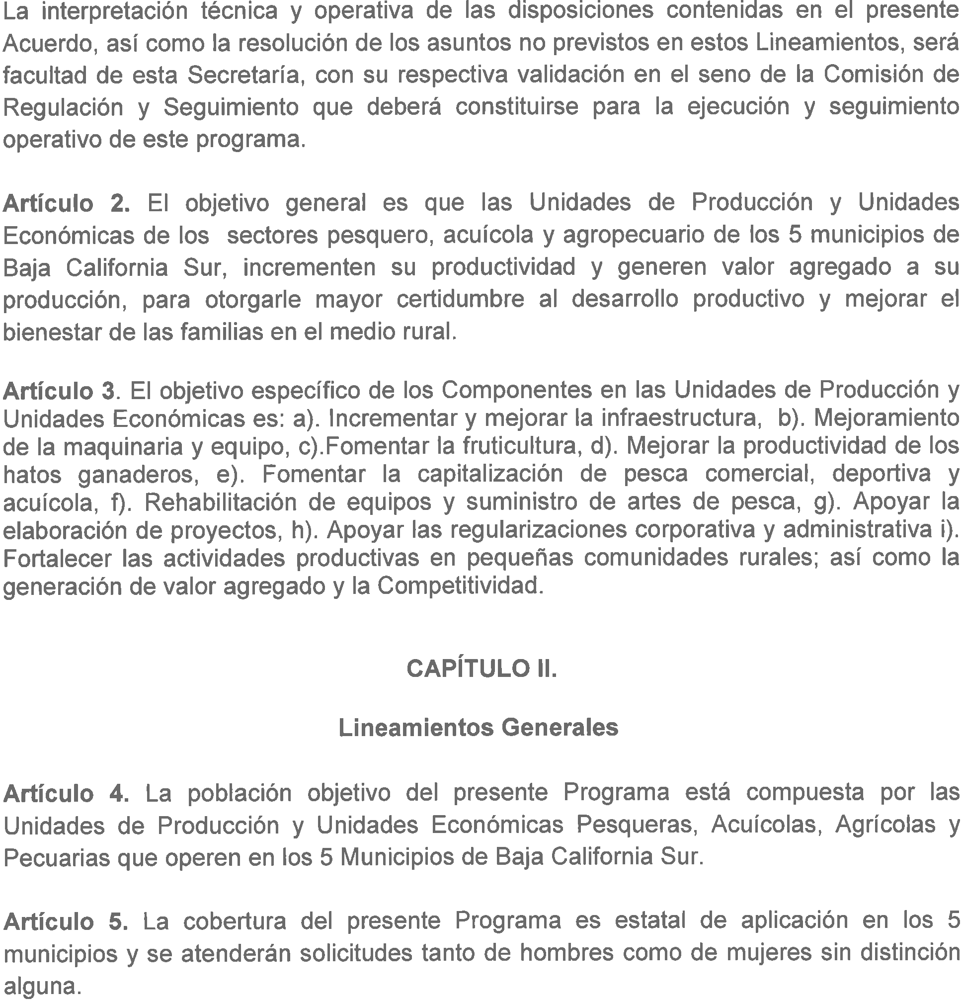 La interpretación técnica y operativa de las disposiciones contenidas en el presente
Acuerdo, así como la resolución de los asuntos no previstos en estos Lineamientos, será
facultad de esta Secretaría, con su respectiva validación en el seno de la Comisión de
Regulación y Seguimiento que deberá constituirse para la ejecución y seguimiento
operativo de este programa.
Artículo 2. El objetivo general es que las Unidades de Producción y Unidades
Económicas de los sectores pesquero, acuícola y agropecuario de los 5 municipios de
Baja California Sur, incrementen su productividad y generen valor agregado a su
producción, para otorgarle mayor certidumbre al desarrollo productivo y mejorar el
bienestar de las familias en el medio rural.
Artículo 3. El objetivo específico de los Componentes en las Unidades de Producción y
Unidades Económicas es: a). Incrementar y mejorar la infraestructura, b). Mejoramiento
de la maquinaria y equipo, c).Fomentar la fruticultura, d). Mejorar la productividad de los
hatos ganaderos, e). Fomentar la capitalización de pesca comercial, deportiva y
acuícola, f). Rehabilitación de equipos y suministro de artes de pesca, g). Apoyar la
elaboración de proyectos, h). Apoyar las regularizaciones corporativa y administrativa i).
Fortalecer las actividades productivas en pequeñas comunidades rurales; así como la
generación de valor agregado y la Competitividad.
CAPÍTULO II.
Lineamientos Generales
Artículo 4. La población objetivo del presente Programa está compuesta por las
Unidades de Producción y Unidades Económicas Pesqueras, Acuícolas, Agrícolas y
Pecuarias que operen en los 5 Municipios de Baja California Sur.
Artículo 5. La cobertura del presente Programa es estatal de aplicación en los 5
municipios y se atenderán solicitudes tanto de hombres como de mujeres sin distinción
alguna.